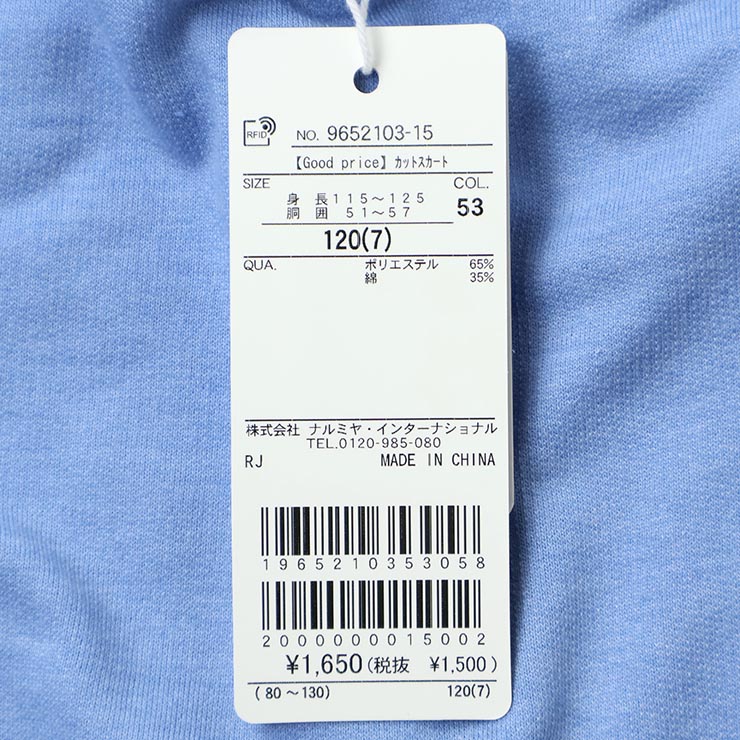 RFID
NO. 9652103-15
【Good price】ｶｯﾄｽｶｰﾄ
SIZE
COL.
身長115～125
胴囲 51～57
53
120(7)
QUA. ポリエステル 65%
綿 35%
株式会社 ナルミヤ・インターナショナル
TEL.0120-985-080
RJ MADE IN CHINA
1965210353058
2000000015002
¥1,650(税抜 ¥1,500)
(80～130) 120(7)